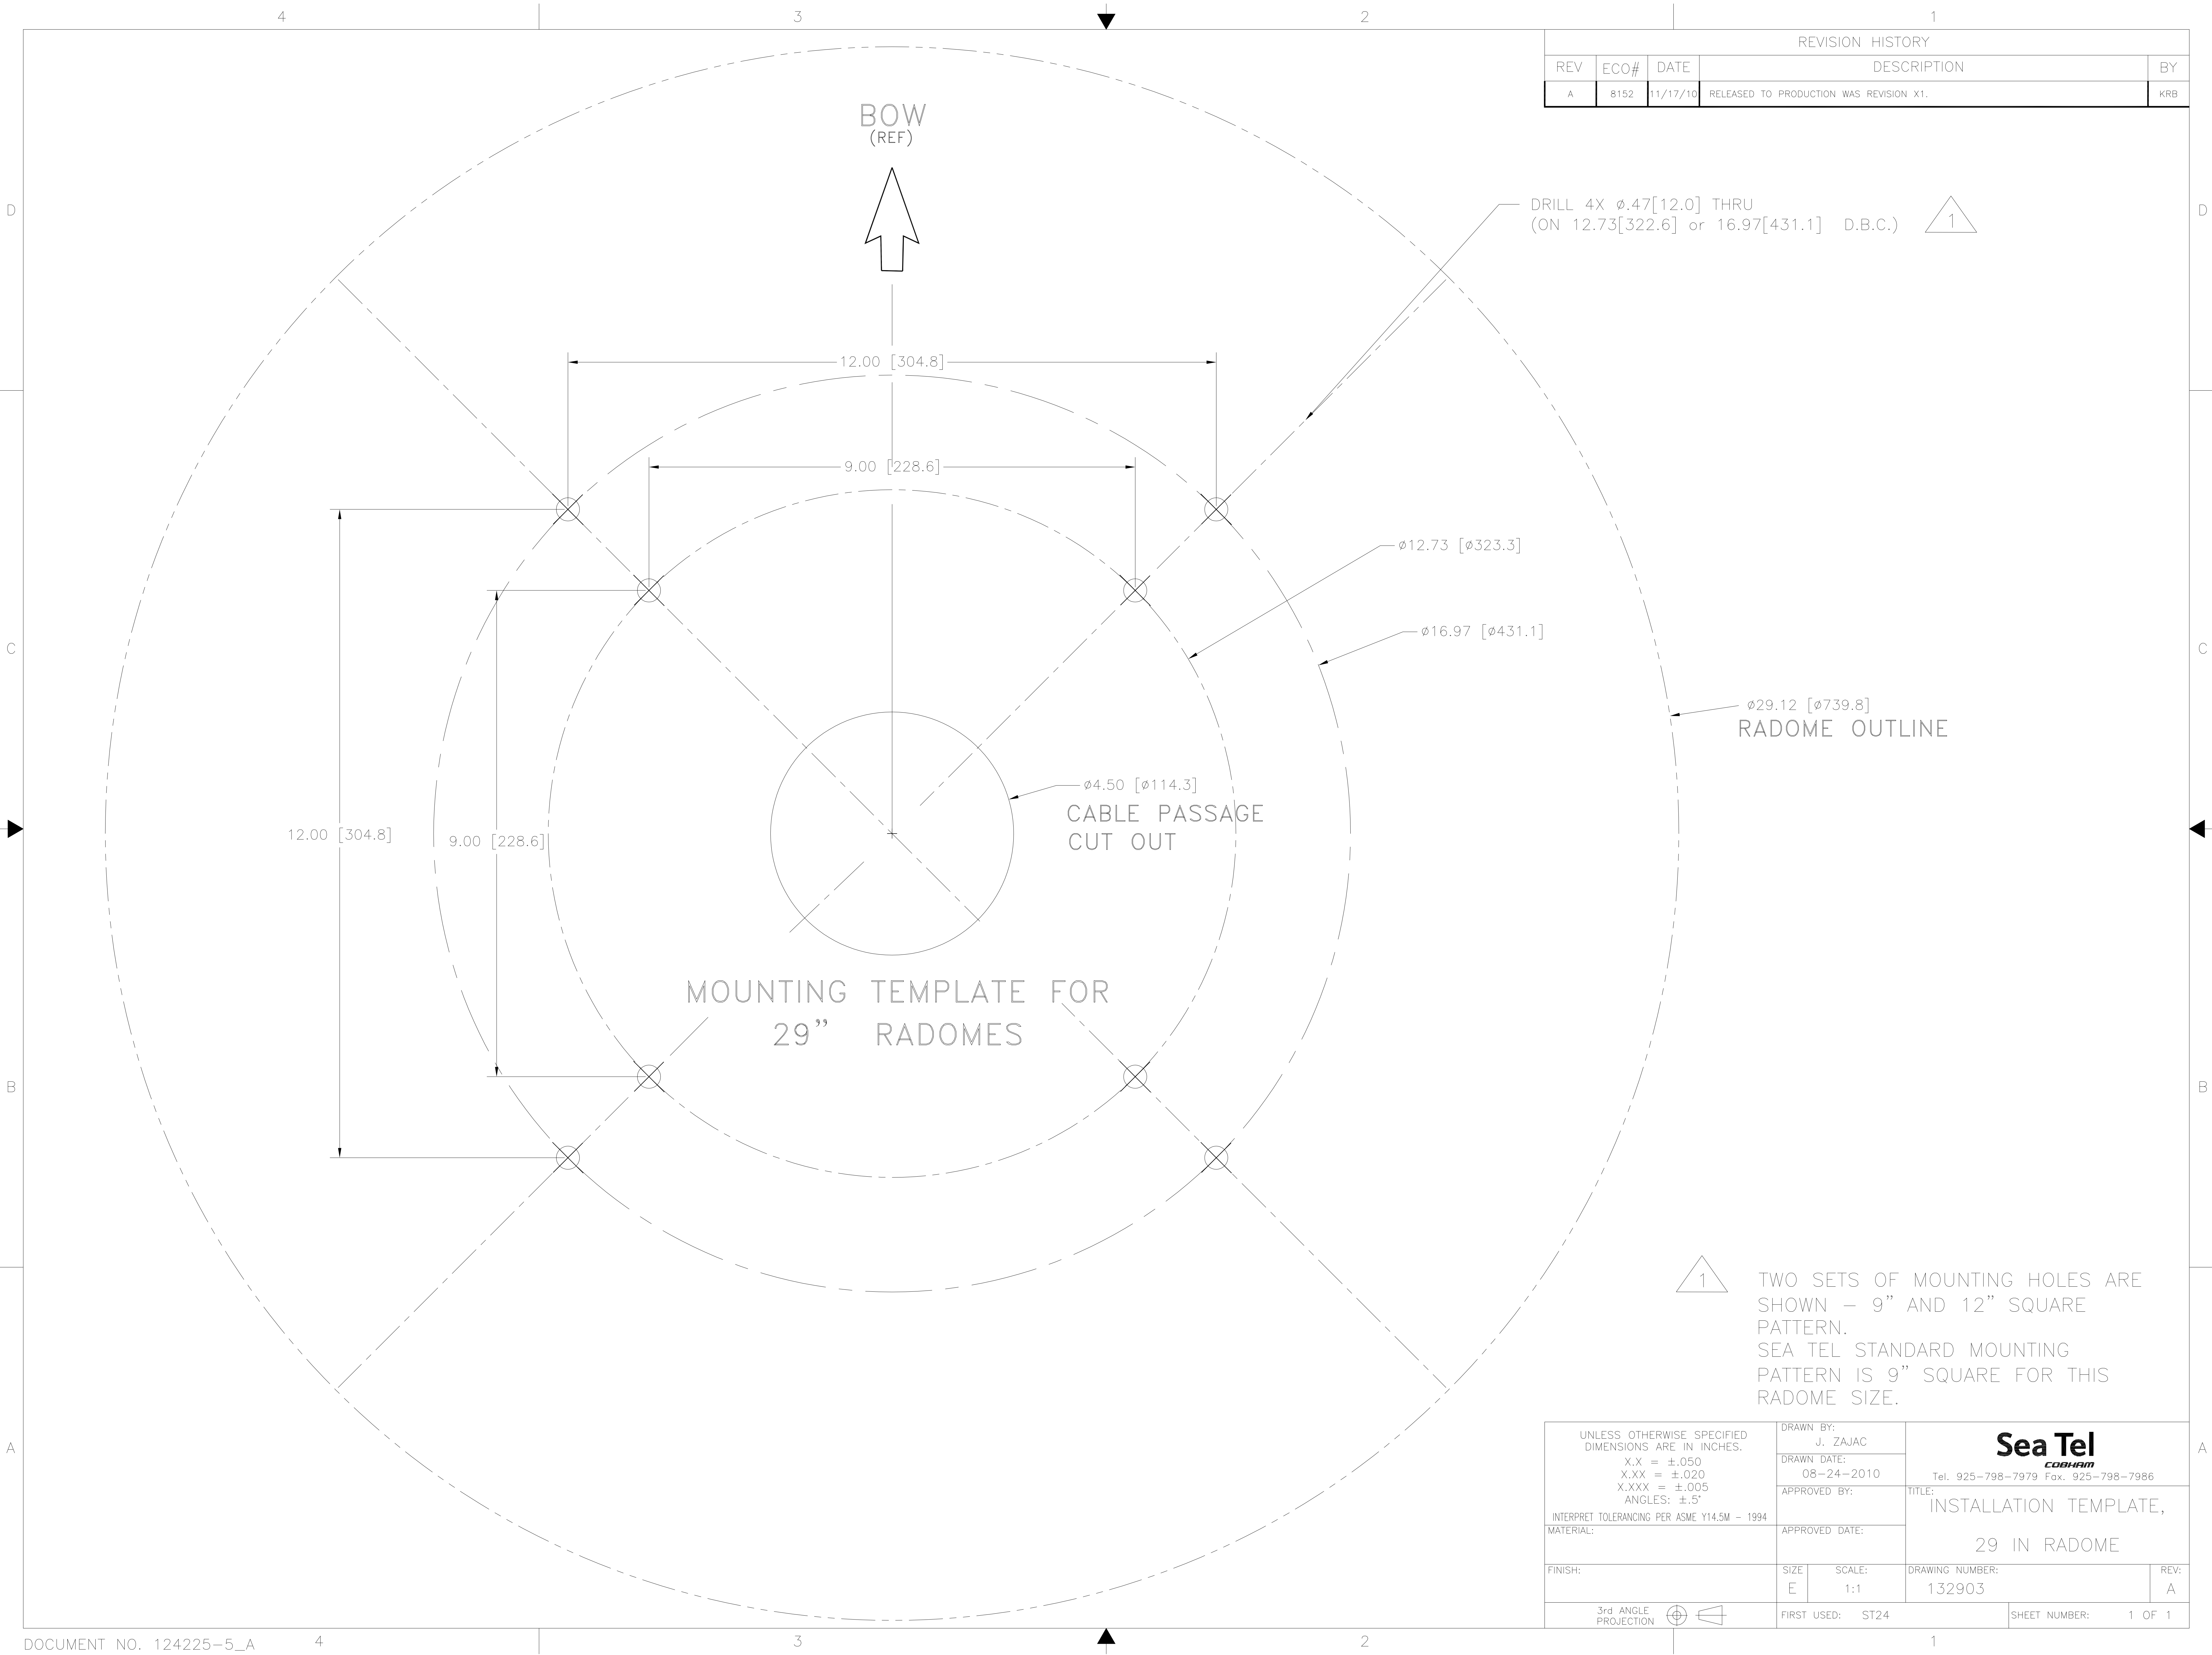 4 3 2 1
REVISION HISTORY
REV ECO# DATE DESCRIPTION BY
A 8152 11/17/10 RELEASED TO PRODUCTION WAS REVISION X1. KRB
BOW
(REF)
D D
DRILL 4X ø.47[12.0] THRU
(ON 12.73[322.6] or 16.97[431.1] D.B.C.) 1
12.00 [304.8]
9.00 [228.6]
ø12.73 [ø323.3]
ø16.97 [ø431.1]
C C
ø29.12 [ø739.8]
RADOME OUTLINE
ø4.50 [ø114.3]
CABLE PASSAGE
CUT OUT
12.00 [304.8]
9.00 [228.6]
MOUNTING TEMPLATE FOR
29” RADOMES
B B
1 TWO SETS OF MOUNTING HOLES ARE
SHOWN – 9” AND 12” SQUARE
PATTERN.
SEA TEL STANDARD MOUNTING
PATTERN IS 9” SQUARE FOR THIS
RADOME SIZE.
A A
UNLESS OTHERWISE SPECIFIED
DIMENSIONS ARE IN INCHES.
X.X = ±.050
X.XX = ±.020
X.XXX = ±.005
ANGLES: ±.5°
INTERPRET TOLERANCING PER ASME Y14.5M – 1994
MATERIAL:
FINISH:
3rd ANGLE
PROJECTION
DRAWN BY:
J. ZAJAC
DRAWN DATE:
08–24–2010
APPROVED BY:
APPROVED DATE:
Sea Tel
COBHAM
Tel. 925–798–7979 Fax. 925–798–7986
TITLE:
INSTALLATION TEMPLATE,
29 IN RADOME
SIZE SCALE: DRAWING NUMBER: REV:
E 1:1 132903 A
FIRST USED: ST24 SHEET NUMBER: 1 OF 1
DOCUMENT NO. 124225–5_A
4 3 2 1